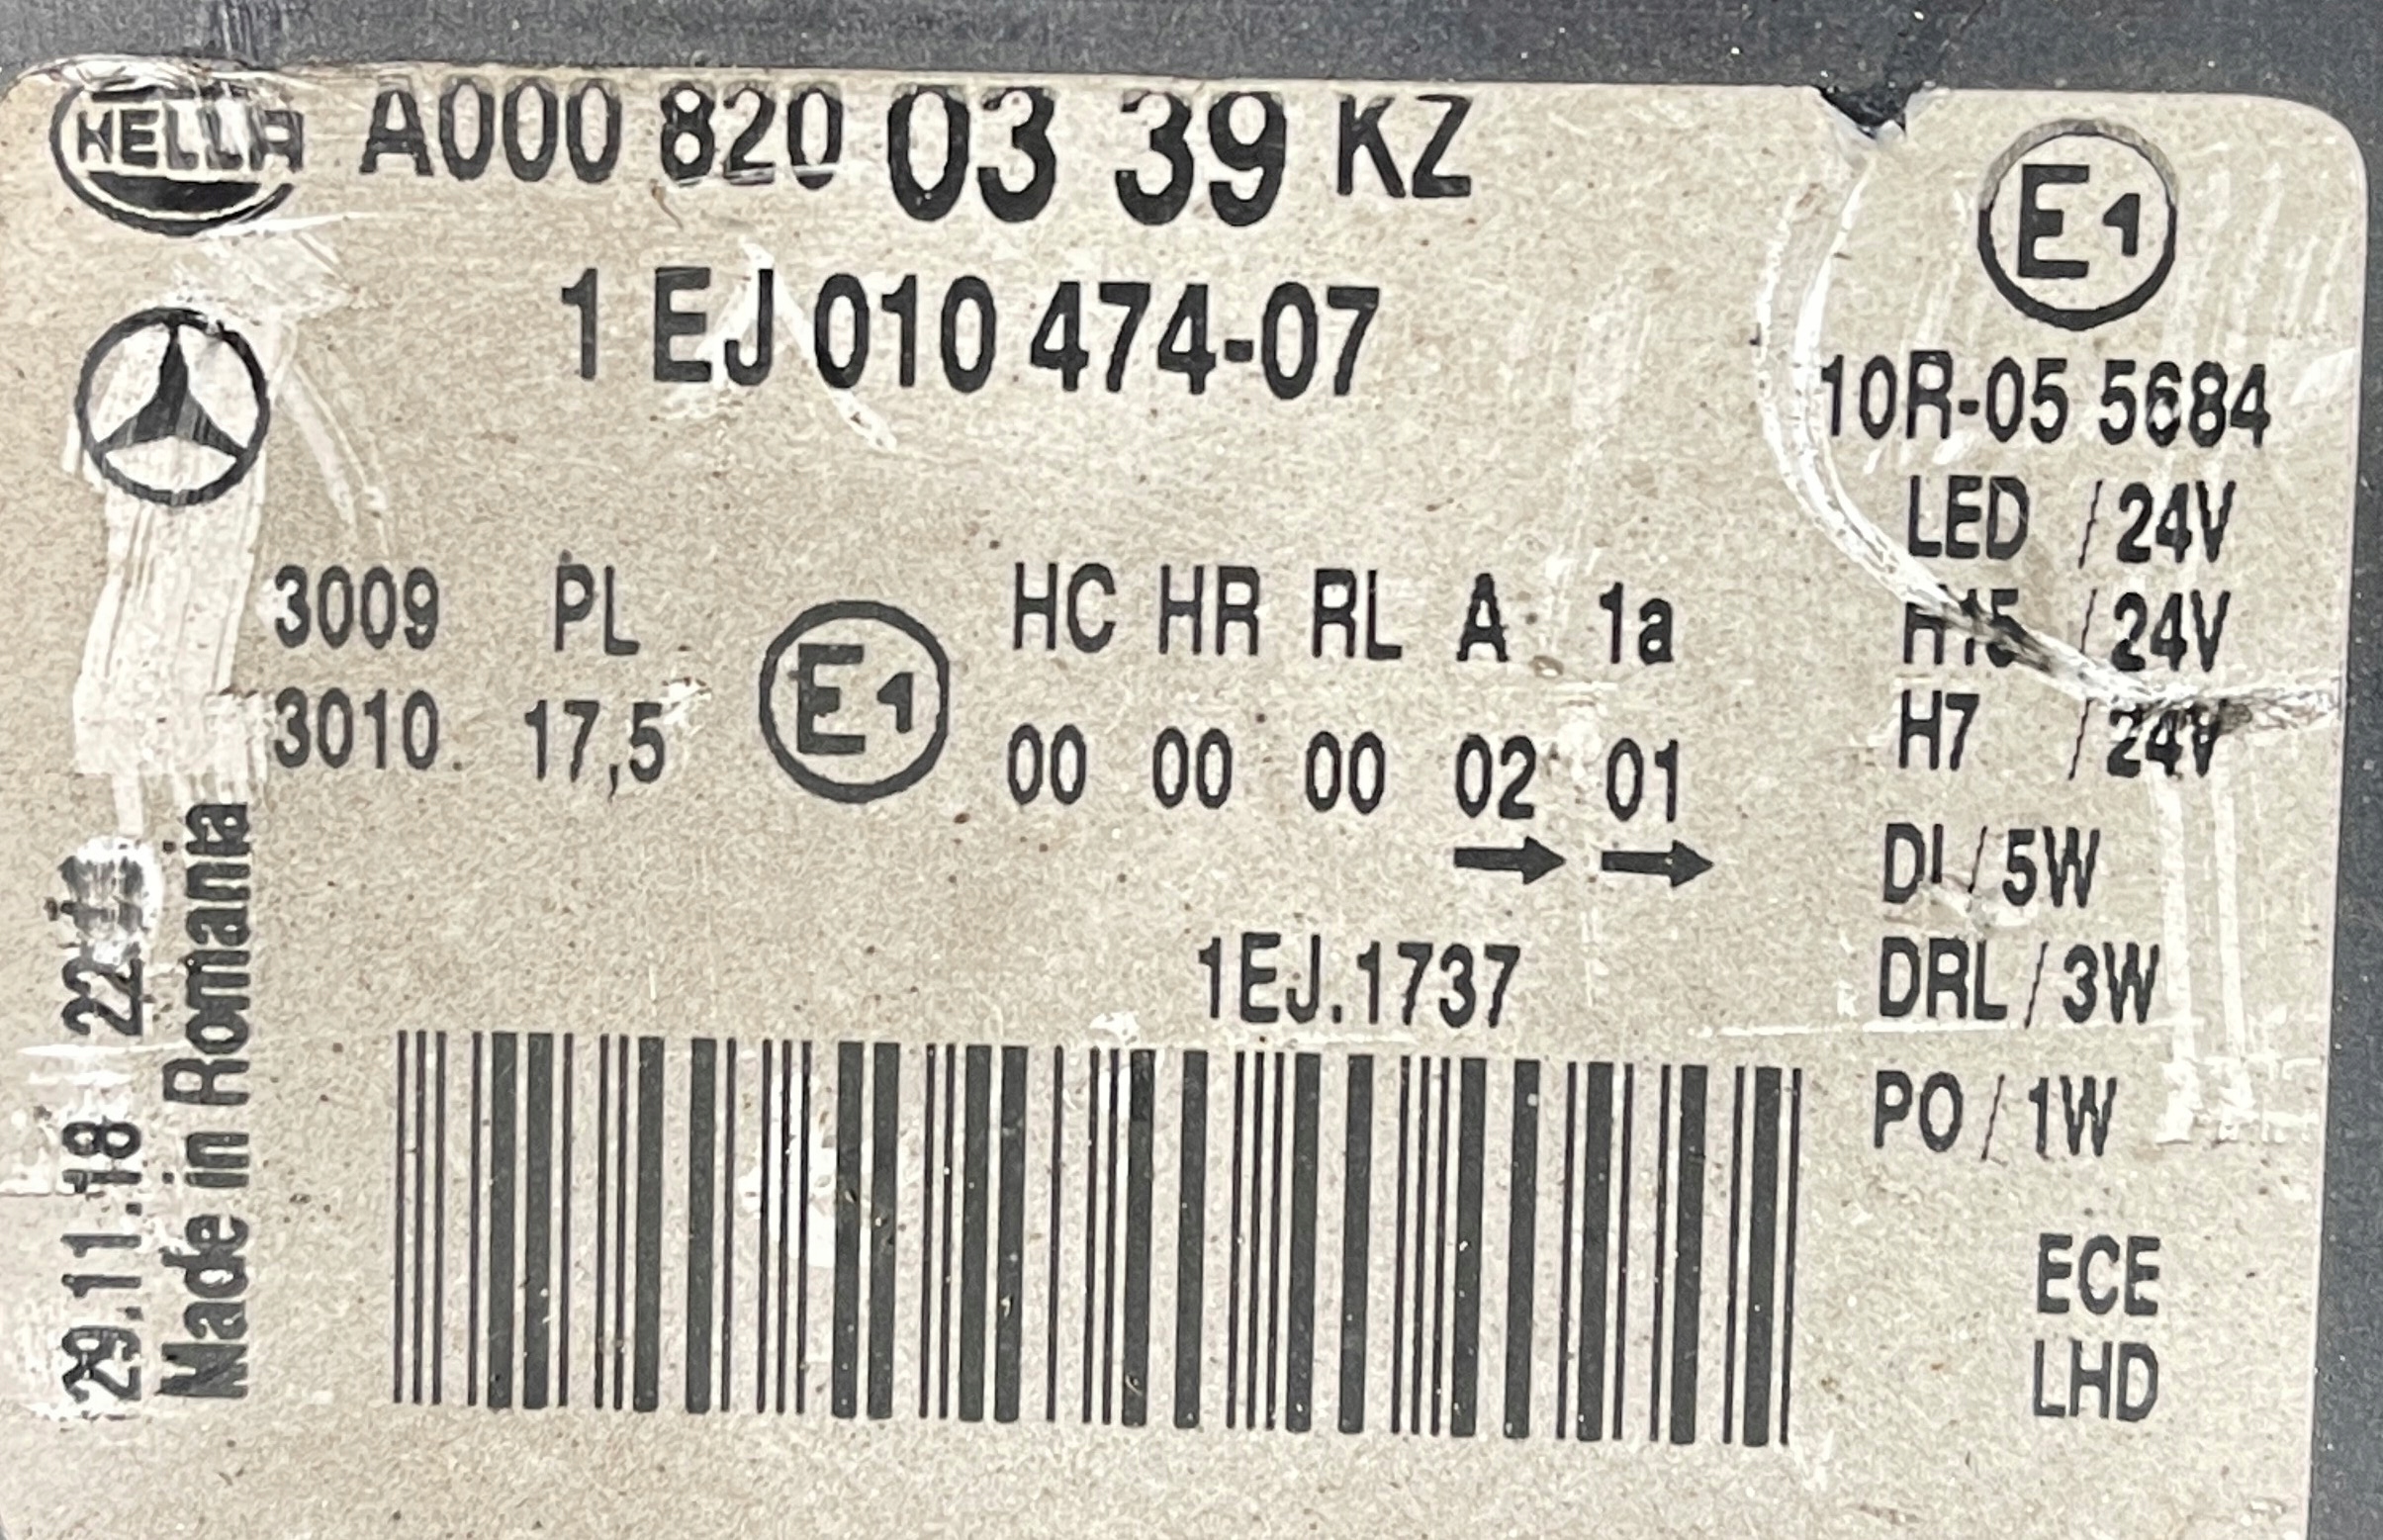 HELLA A000 820 03 39 KZ
1 EJ 010 474-07
E1
10R-05 5684
LED / 24V
H15 / 24V
H7 / 24V
3009 PL
3010 17,5
E1
HC HR RL A 1a
00 00 00 02 01
1EJ.1737
DI / 5W
DRL / 3W
PO / 1W
ECE
LHD
29.11.18
Made in Romania